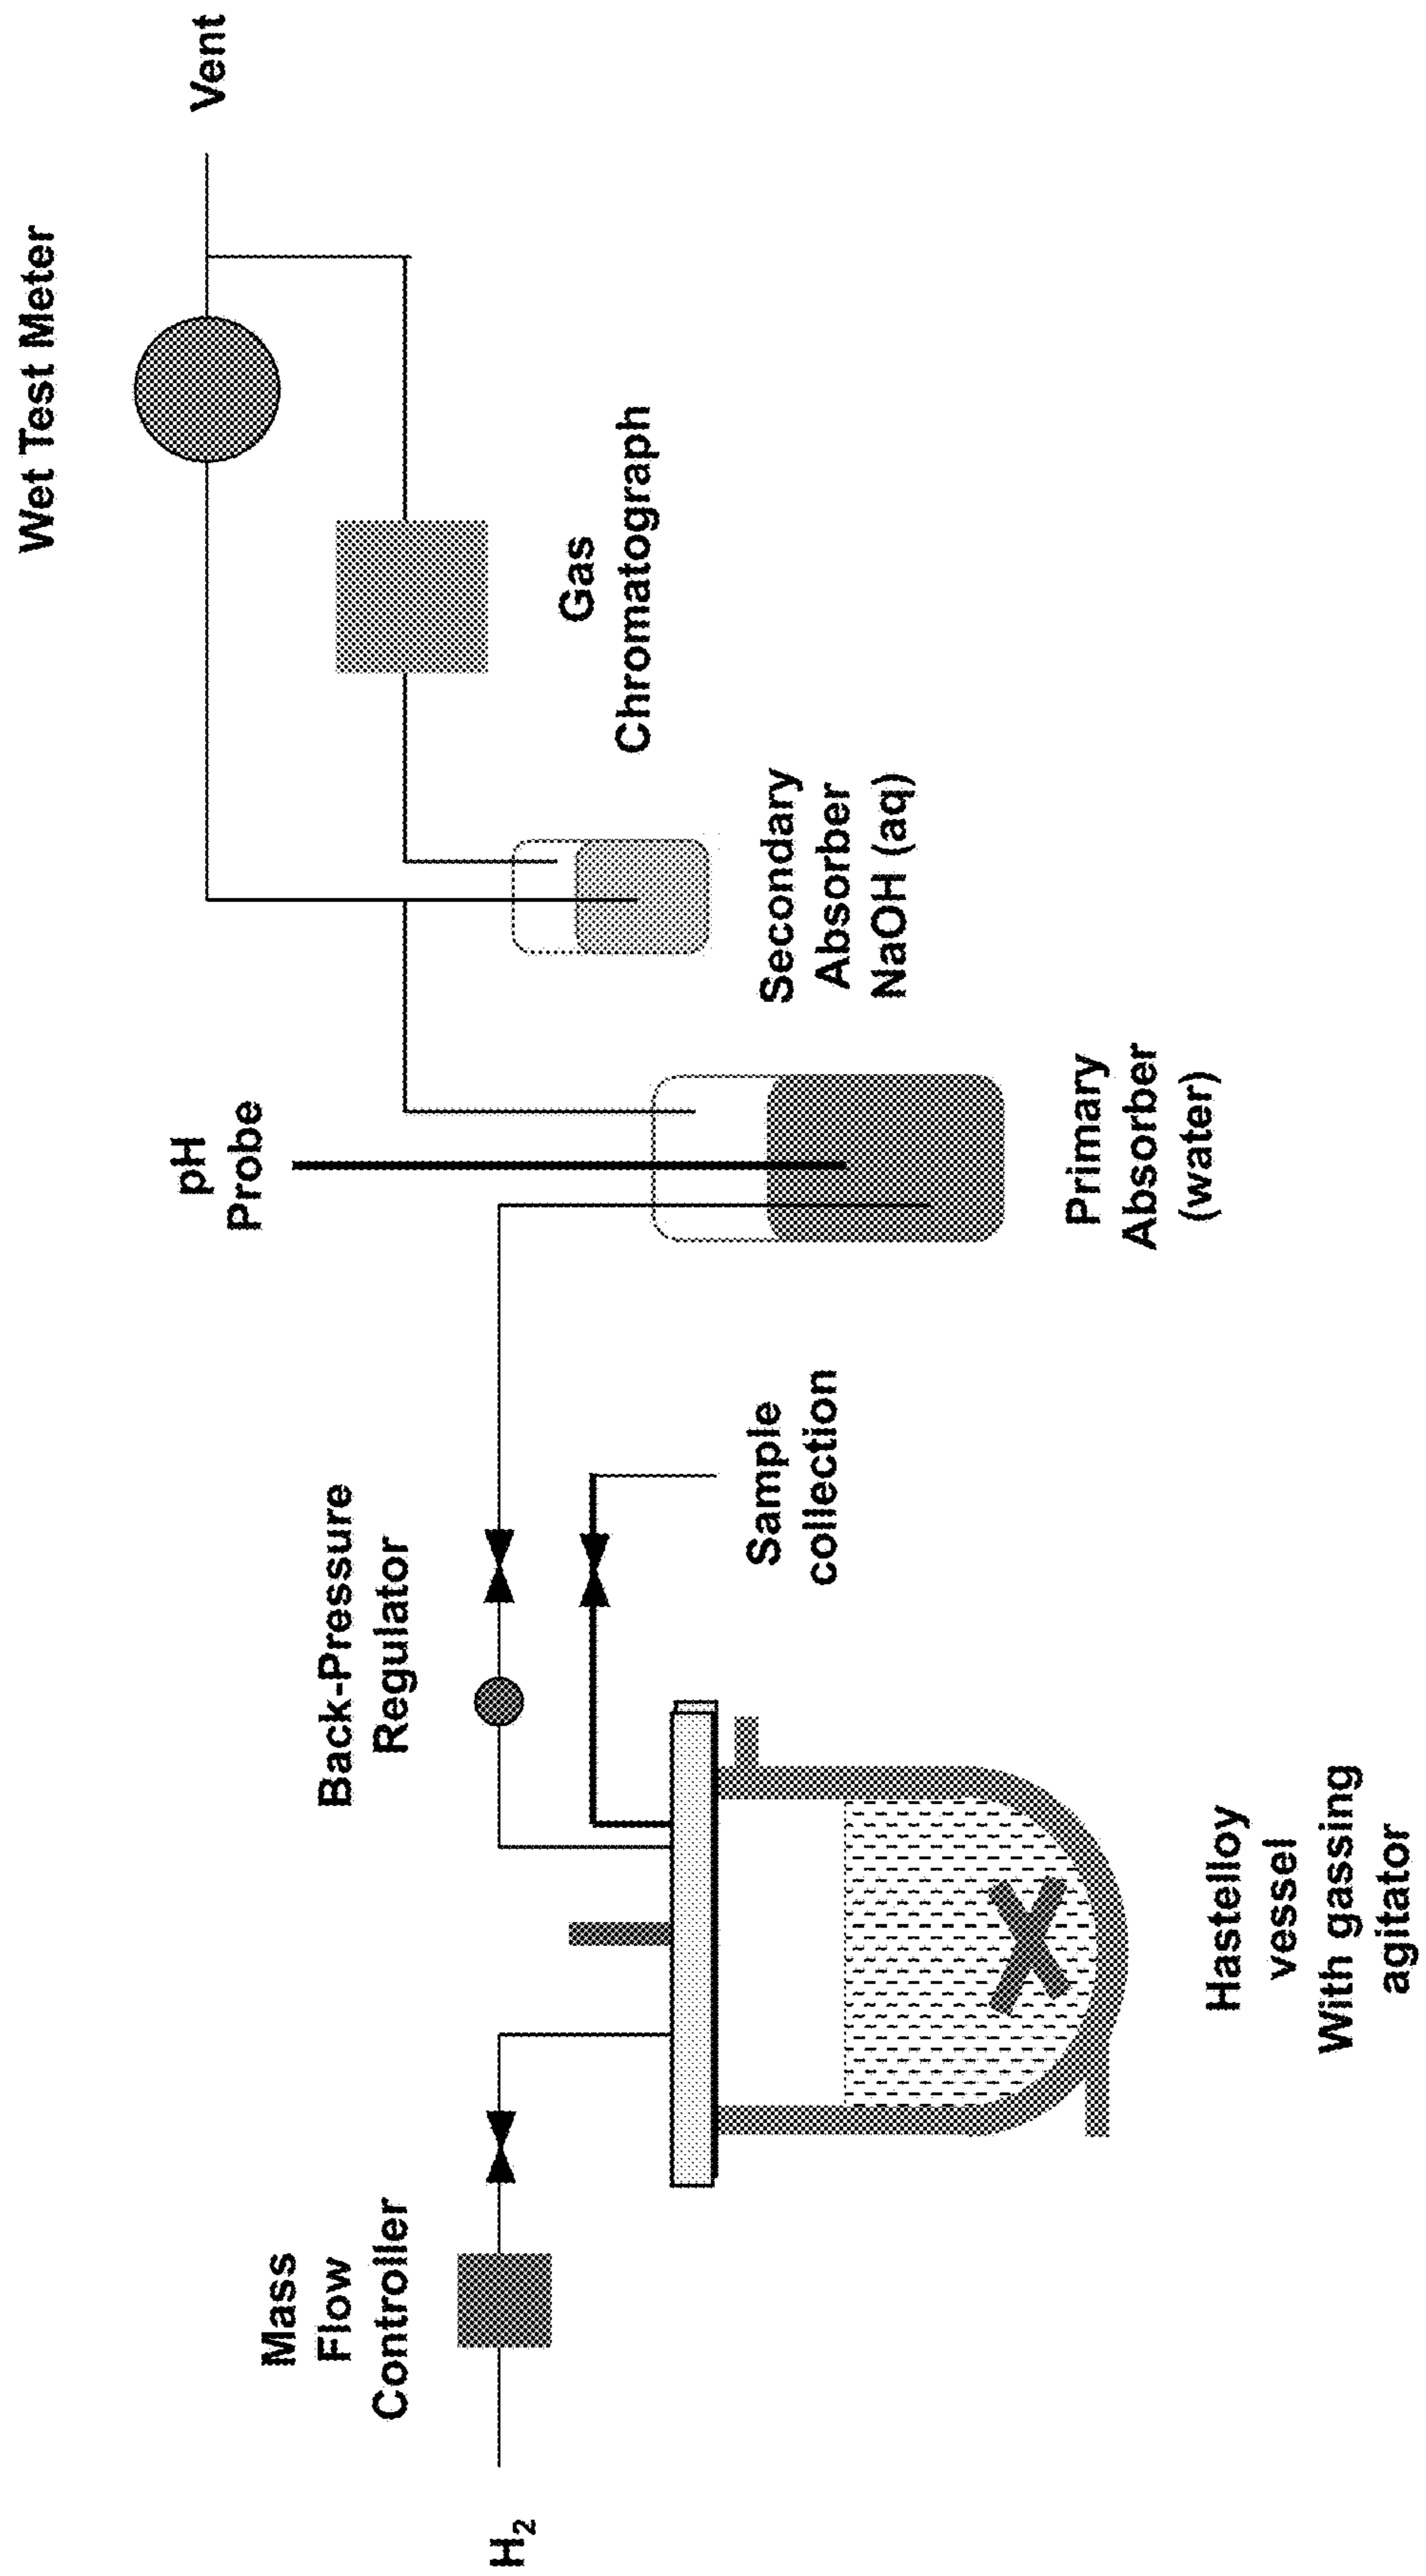 H2
Mass
Flow
Controller
Back-Pressure
Regulator
Sample
collection
Hastelloy
vessel
With gassing
agitator
pH
Probe
Primary
Absorber
(water)
Secondary
Absorber
NaOH (aq)
Gas
Chromatograph
Wet Test Meter
Vent